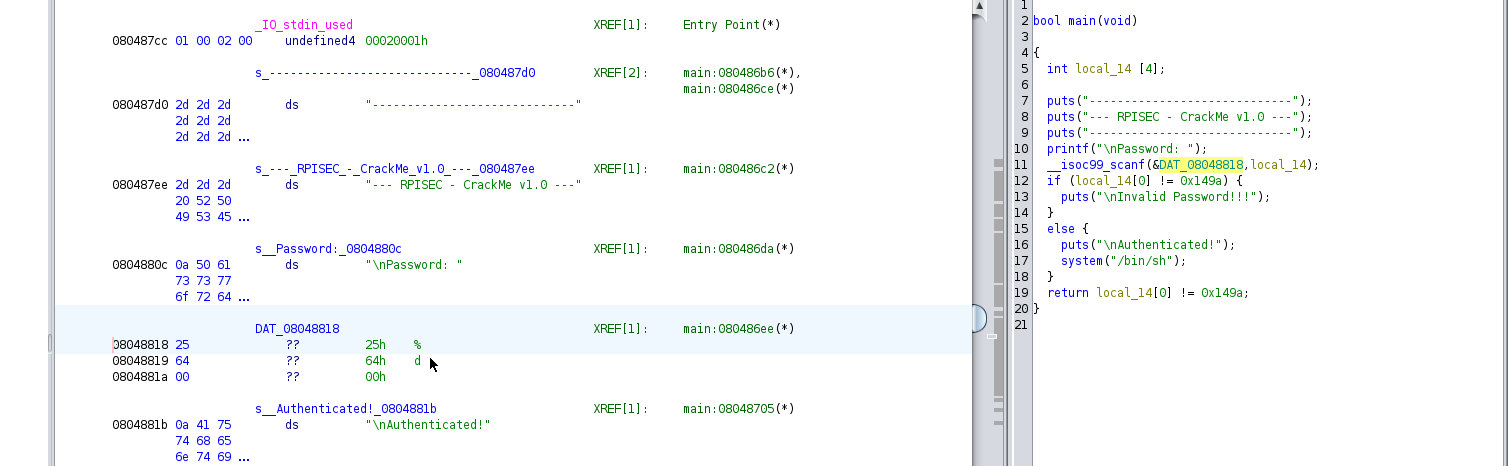 _IO_stdin_used XREF[1]: Entry Point(*)
080487cc 01 00 02 00 undefined4 00020001h
s_-----------------------------_080487d0 XREF[2]: main:080486b6(*),
main:080486ce(*)
080487d0 2d 2d 2d ds "-----------------------------"
2d 2d 2d
2d 2d 2d ...
s_---_RPISEC_-_CrackMe_v1.0_---_080487ee XREF[1]: main:080486c2(*)
080487ee 2d 2d 2d ds "--- RPISEC - CrackMe v1.0 ---"
20 52 50
49 53 45 ...
s__Password:_0804880c XREF[1]: main:080486da(*)
0804880c 0a 50 61 ds "\nPassword: "
73 73 77
6f 72 64 ...
DAT_08048818 XREF[1]: main:080486ee(*)
08048818 25 ?? 25h %
08048819 64 ?? 64h d
0804881a 00 ?? 00h
s__Authenticated!_0804881b XREF[1]: main:08048705(*)
0804881b 0a 41 75 ds "\nAuthenticated!"
74 68 65
6e 74 69 ...
1
2 bool main(void)
3
4 {
5 int local_14 [4];
6
7 puts("-----------------------------");
8 puts("--- RPISEC - CrackMe v1.0 ---");
9 puts("-----------------------------");
10 printf("\nPassword: ");
11 __isoc99_scanf(&DAT_08048818,local_14);
12 if (local_14[0] != 0x149a) {
13 puts("\nInvalid Password!!!");
14 }
15 else {
16 puts("\nAuthenticated!");
17 system("/bin/sh");
18 }
19 return local_14[0] != 0x149a;
20 }
21